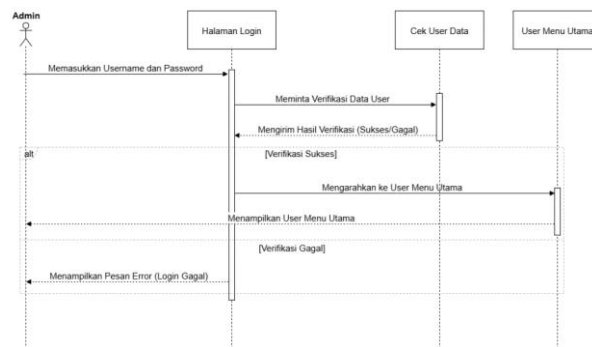 Admin
Halaman Login
Cek User Data
User Menu Utama
Memasukkan Username dan Password
Meminta Verifikasi Data User
Mengirim Hasil Verifikasi (Sukses/Gagal)
alt
[Verifikasi Sukses]
Mengarahkan ke User Menu Utama
Menampilkan User Menu Utama
[Verifikasi Gagal]
Menampilkan Pesan Error (Login Gagal)